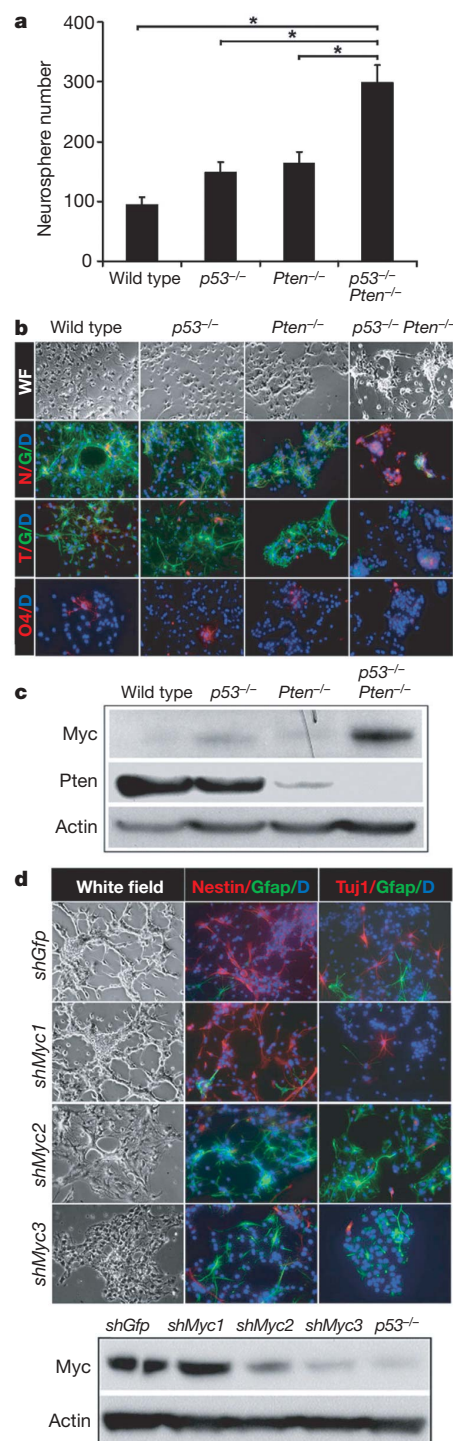 a
* * *
Neurosphere number
400
300
200
100
0
Wild type p53–/– Pten–/– p53–/– Pten–/–
b
Wild type p53–/– Pten–/– p53–/– Pten–/–
WF
N/G/D
T/G/D
O4/D
c
Wild type p53–/– Pten–/– p53–/– Pten–/–
Myc
Pten
Actin
d
White field Nestin/Gfap/D Tuj1/Gfap/D
shGfp
shMyc1
shMyc2
shMyc3
shGfp shMyc1 shMyc2 shMyc3 p53–/–
Myc
Actin